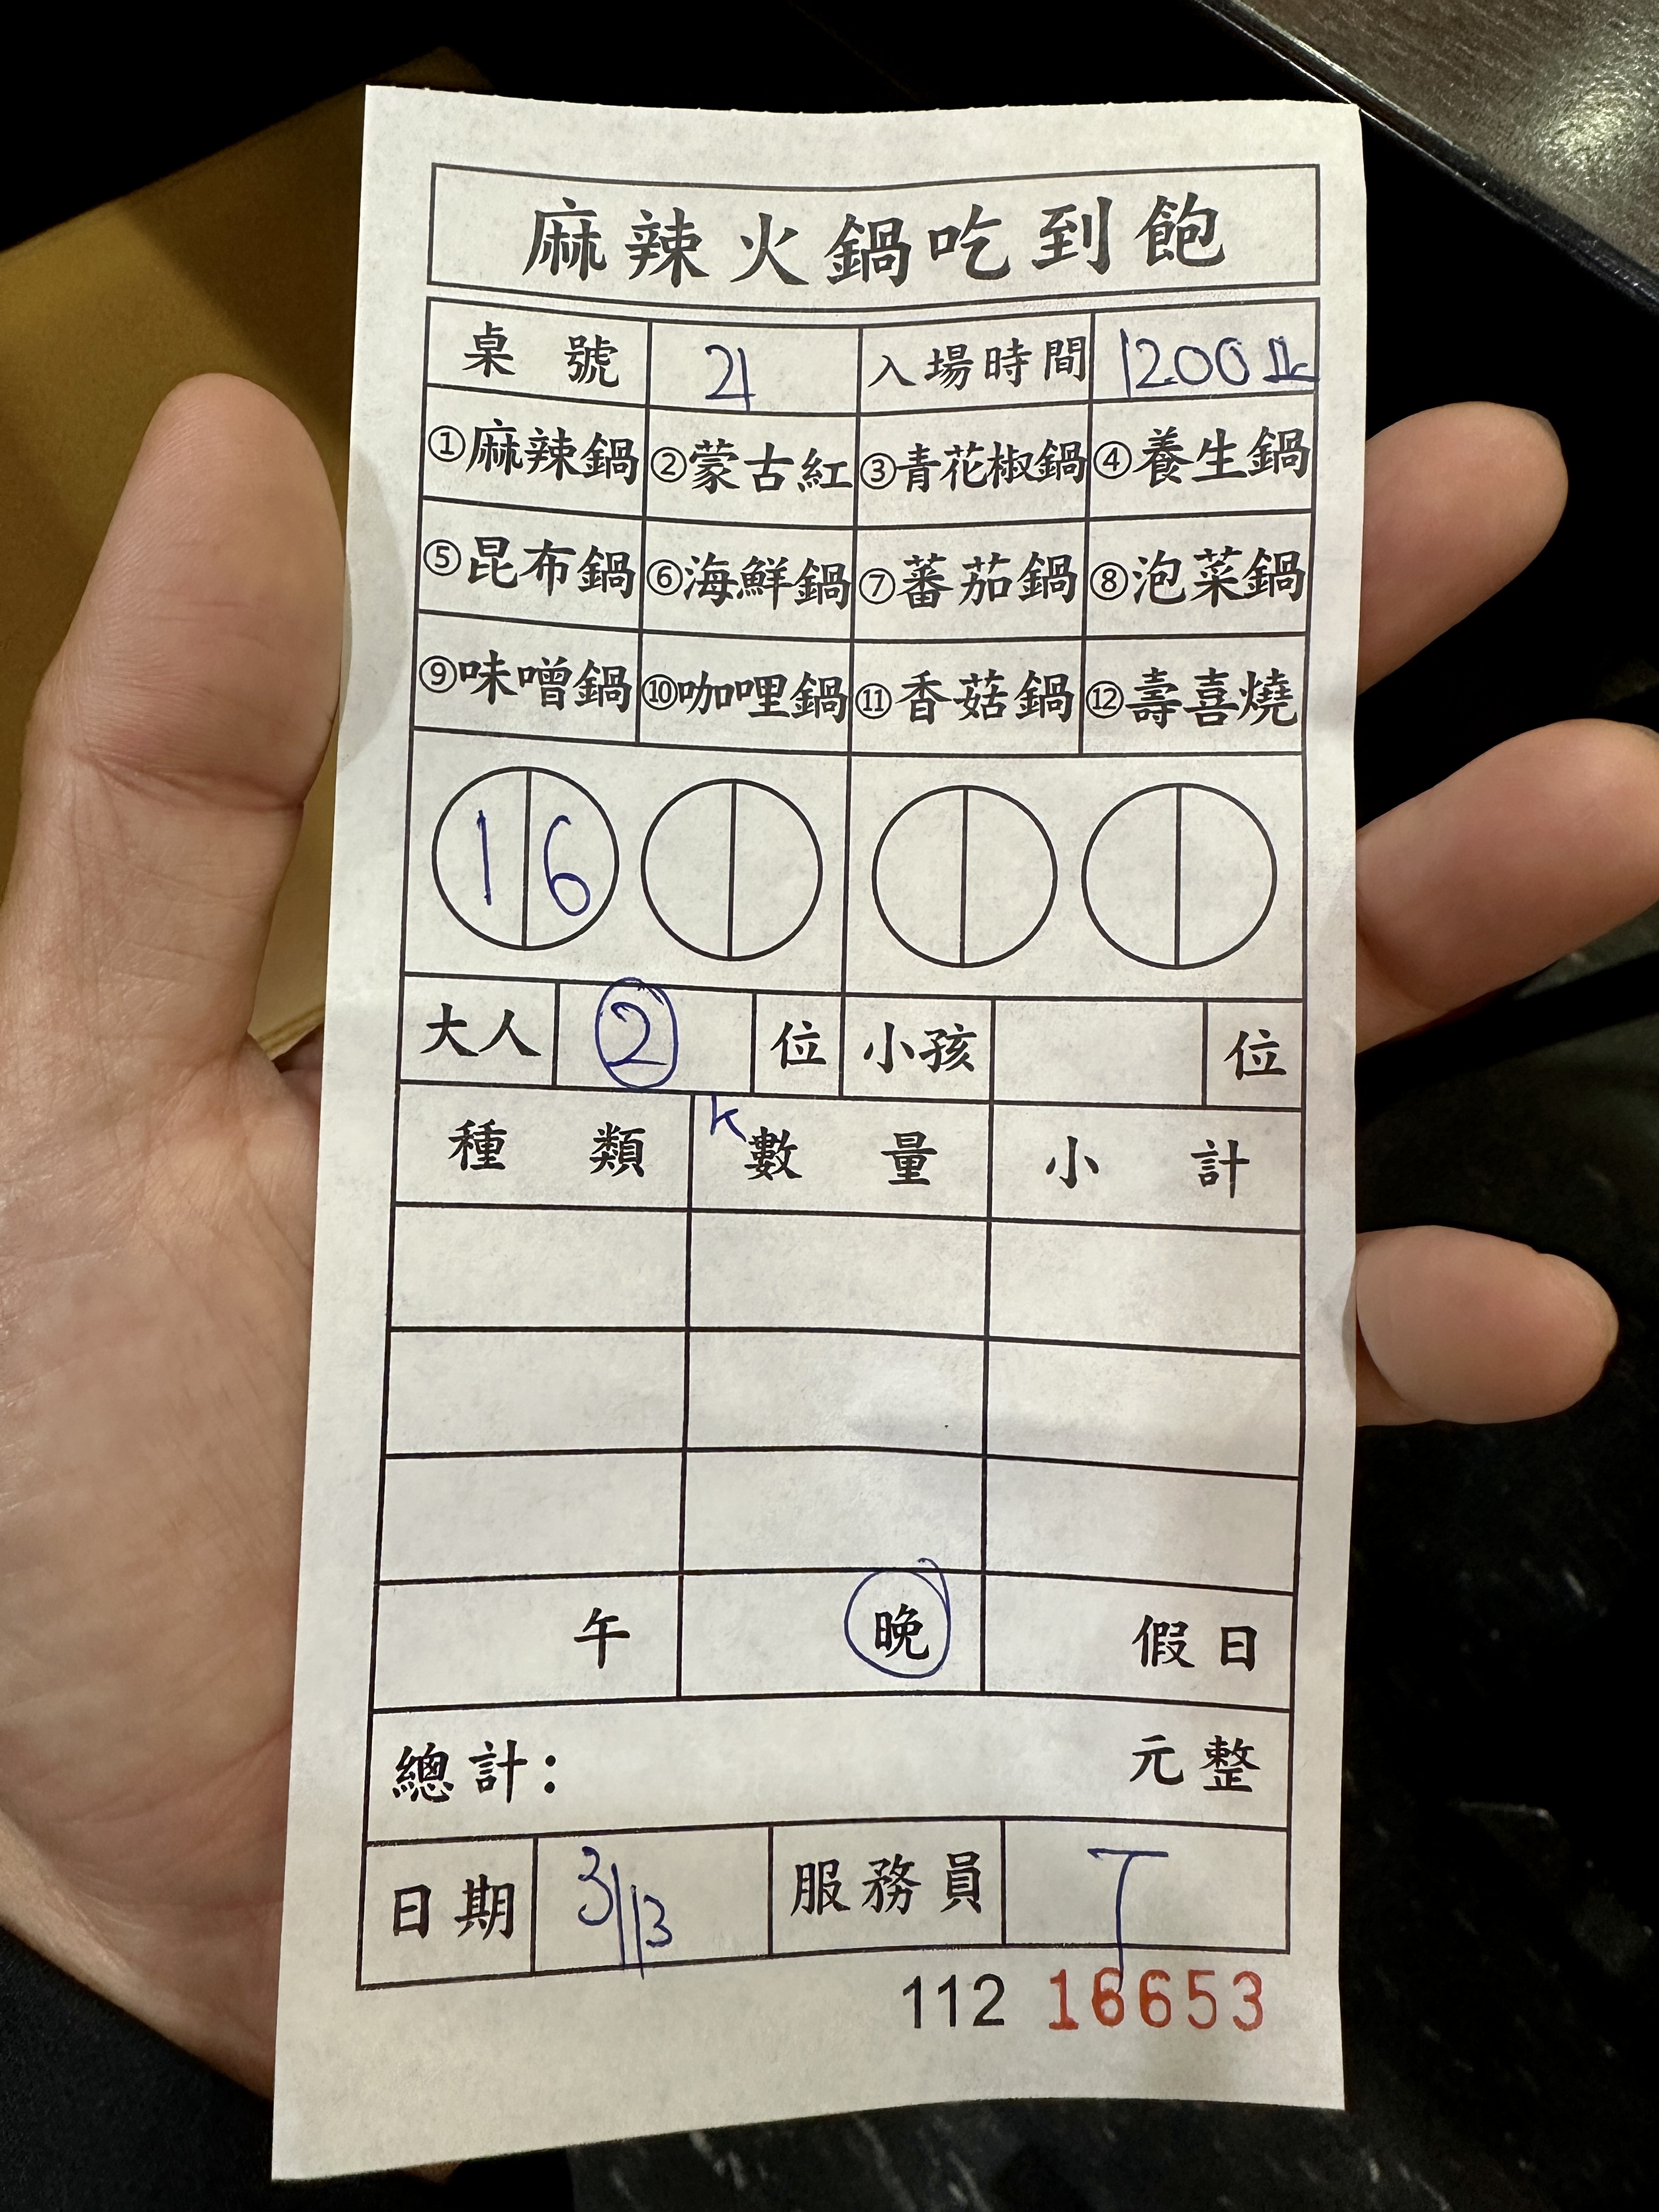 麻辣火鍋吃到飽
桌號 21 入場時間 1200 止
①麻辣鍋 ②蒙古紅 ③青花椒鍋 ④養生鍋
⑤昆布鍋 ⑥海鮮鍋 ⑦蕃茄鍋 ⑧泡菜鍋
⑨味噌鍋 ⑩咖哩鍋 ⑪香菇鍋 ⑫壽喜燒
1 6
大人 2 位 小孩 位
種類 K 數量 小計
午 晚 假日
總計: 元整
日期 3/13 服務員 T
112 16653